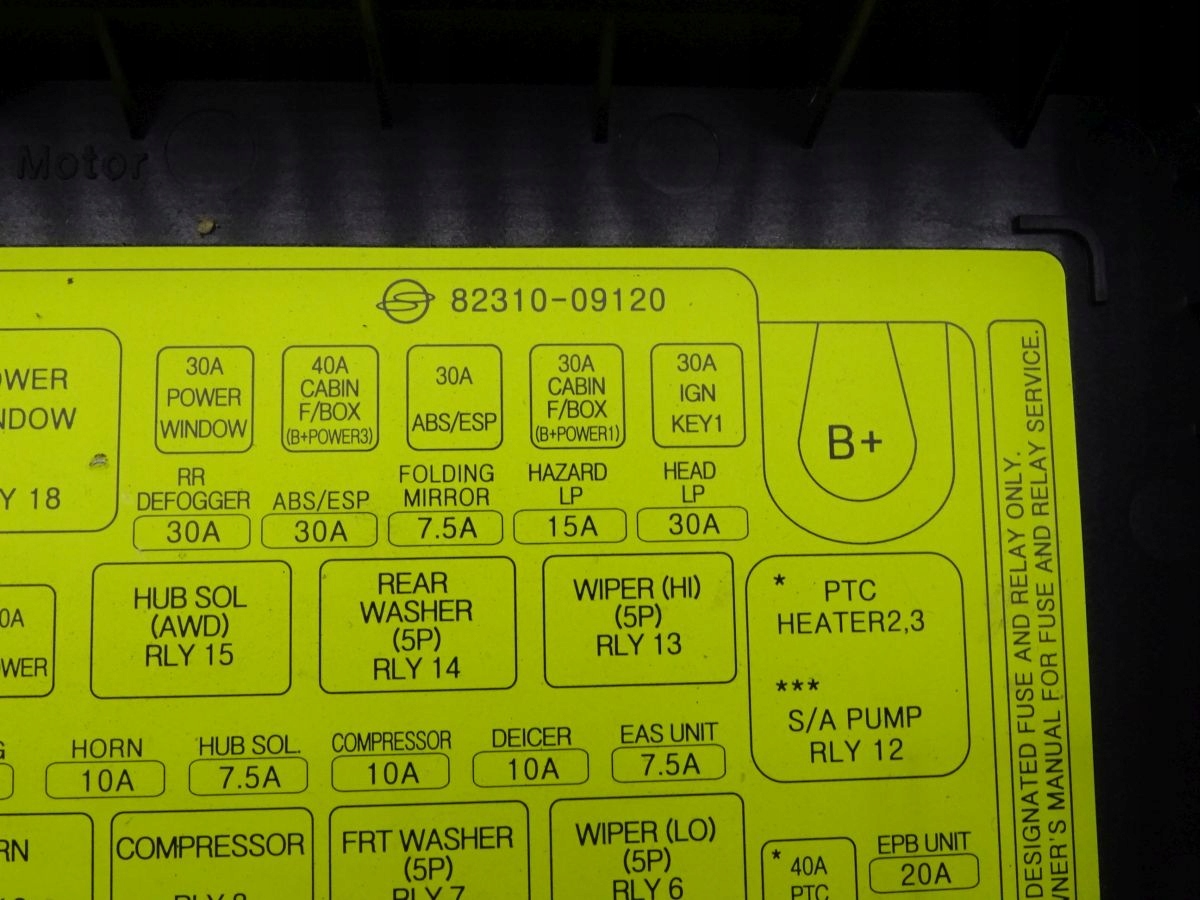 Motor
82310-09120
OWER
NDOW
Y 18
30A
POWER
WINDOW
40A
CABIN
F/BOX
(B+POWER3)
30A
ABS/ESP
30A
CABIN
F/BOX
(B+POWER1)
30A
IGN
KEY1
B+
RR
DEFOGGER
30A
ABS/ESP
30A
FOLDING
MIRROR
7.5A
HAZARD
LP
15A
HEAD
LP
30A
0A
OWER
HUB SOL
(AWD)
RLY 15
REAR
WASHER
(5P)
RLY 14
WIPER (HI)
(5P)
RLY 13
* PTC
HEATER2,3
***
S/A PUMP
RLY 12
G
HORN
10A
HUB SOL.
7.5A
COMPRESSOR
10A
DEICER
10A
EAS UNIT
7.5A
RN
COMPRESSOR
FRT WASHER
(5P)
RLY 7
WIPER (LO)
(5P)
RLY 6
* 40A
PTC
EPB UNIT
20A
DESIGNATED FUSE AND RELAY ONLY.
WNER'S MANUAL FOR FUSE AND RELAY SERVICE.